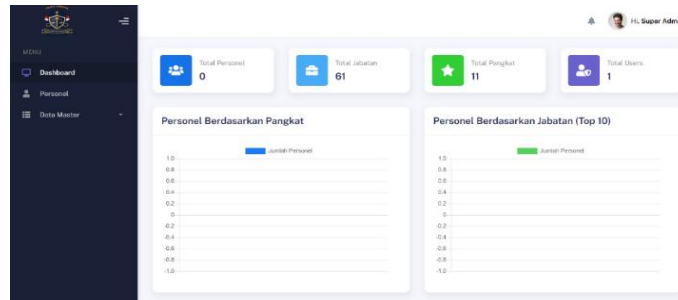 Hi, Super Adm
MENU
Dashboard
Personel
Data Master
Total Personel
0
Total Jabatan
61
Total Pangkat
11
Total Users
1
Personel Berdasarkan Pangkat
Jumlah Personel
1.0
0.8
0.6
0.4
0.2
0
-0.2
-0.4
-0.6
-0.8
-1.0
Personel Berdasarkan Jabatan (Top 10)
Jumlah Personel
1.0
0.8
0.6
0.4
0.2
0
-0.2
-0.4
-0.6
-0.8
-1.0